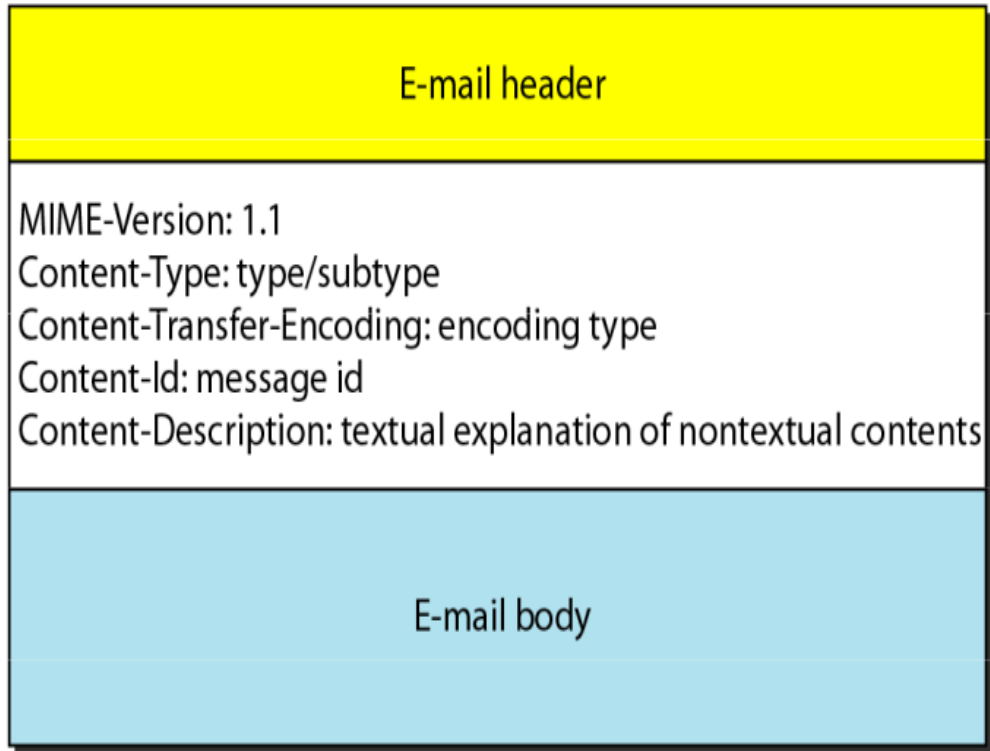 E-mail header
MIME-Version: 1.1
Content-Type: type/subtype
Content-Transfer-Encoding: encoding type
Content-Id: message id
Content-Description: textual explanation of nontextual contents
E-mail body